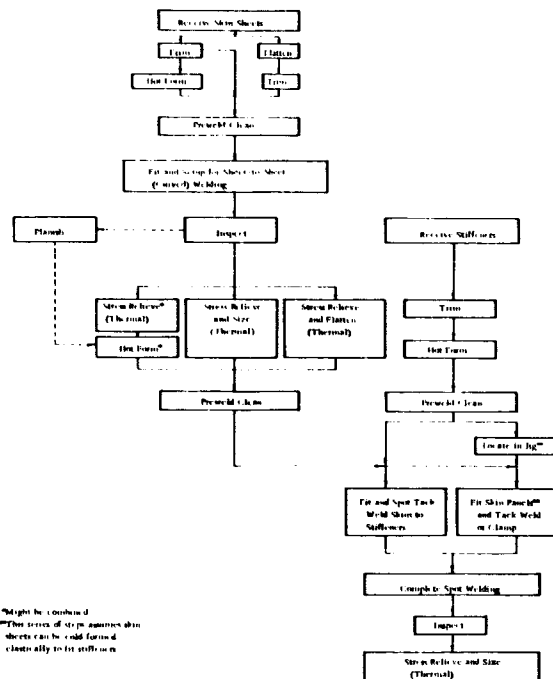 Receive Skin Sheets
Trim
Flatten
Hot Form
Trim
Preweld Clean
Fit and Setup for Sheet-to-Sheet
(Curved) Welding
Planish
Inspect
Receive Stiffeners
Stress Relieve*
(Thermal)
Stress Relieve
and Size
(Thermal)
Stress Relieve
and Flatten
(Thermal)
Trim
Hot Form*
Hot Form
Preweld Clean
Preweld Clean
Locate in Jig**
Fit and Spot Tack
Weld Skin to
Stiffeners
Fit Skin Panel**
and Tack Weld
or Clamp
Complete Spot Welding
Inspect
Stress Relieve and Size
(Thermal)
*Might be combined
**This series of steps assumes skin
sheets can be cold formed
elastically to fit stiffeners